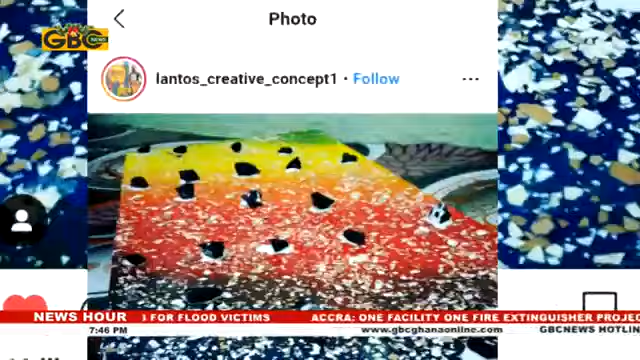 GBC NEWS
Photo
lantos_creative_concept1 • Follow
NEWS HOUR
S FOR FLOOD VICTIMS
ACCRA: ONE FACILITY ONE FIRE EXTINGUISHER PROJEC
7:46 PM
www.gbcghanaonline.com
GBCNEWS HOTLIN